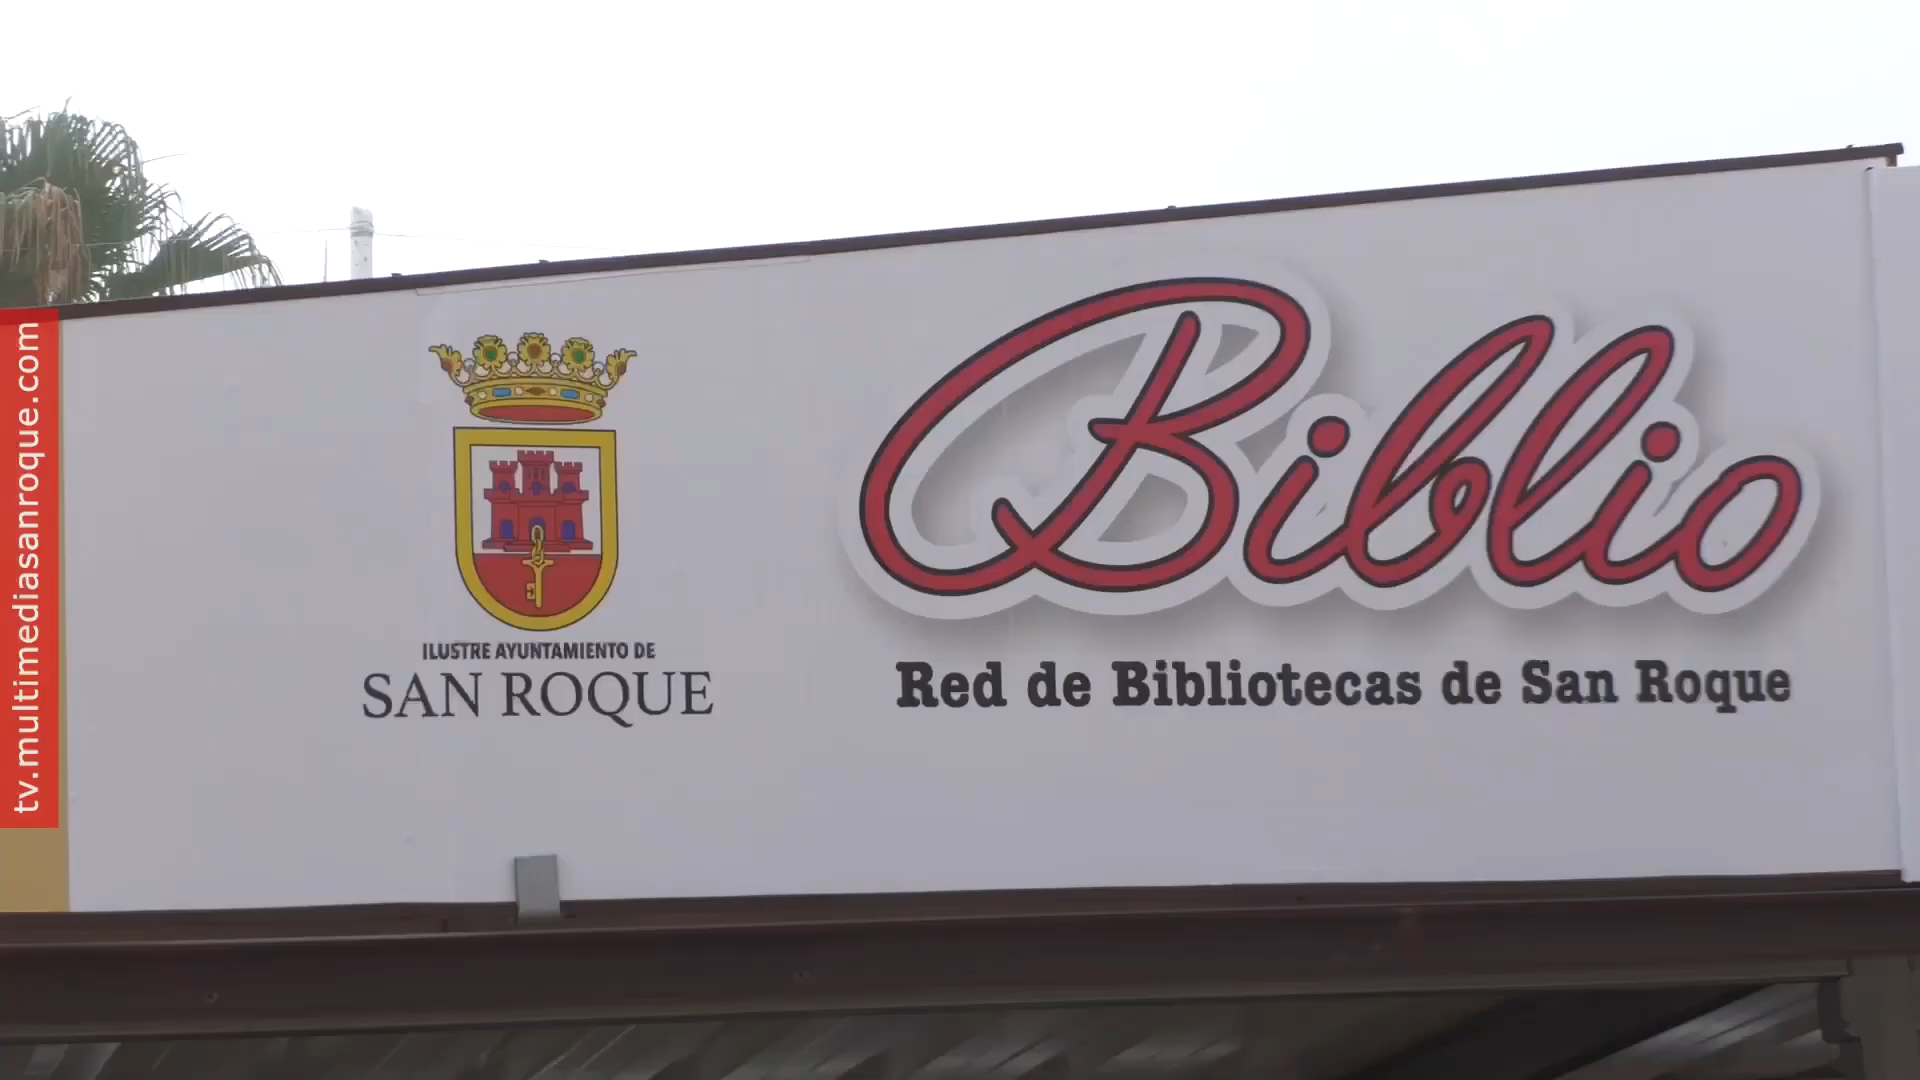 tv.multimediasanroque.com
ILUSTRE AYUNTAMIENTO DE
SAN ROQUE
Biblio
Red de Bibliotecas de San Roque